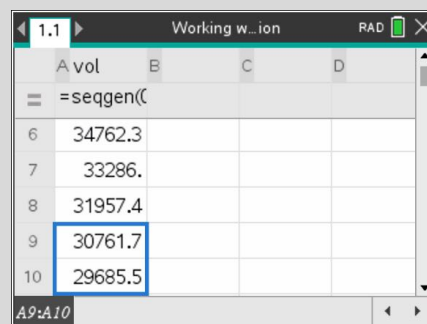 1.1 Working w...ion RAD
A vol B C D
= =seqgen((
6 34762.3
7 33286.
8 31957.4
9 30761.7
10 29685.5
A9:A10